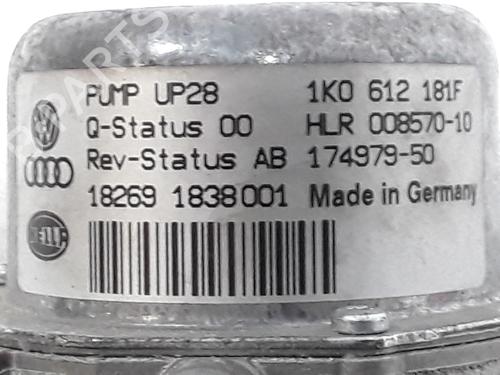 PUMP UP28 1K0 612 181F
Q-Status 00 HLR 008570-10
Rev-Status AB 174979-50
18269 1838001 Made in Germany
HELLA